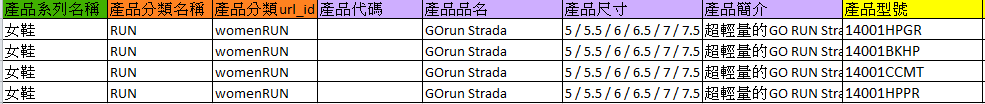 產品系列名稱 產品分類名稱 產品分類url_id 產品代碼 產品品名 產品尺寸 產品簡介 產品型號
女鞋 RUN womenRUN GOrun Strada 5 / 5.5 / 6 / 6.5 / 7 / 7.5 超輕量的GO RUN Stra 14001HPGR
女鞋 RUN womenRUN GOrun Strada 5 / 5.5 / 6 / 6.5 / 7 / 7.5 超輕量的GO RUN Stra 14001BKHP
女鞋 RUN womenRUN GOrun Strada 5 / 5.5 / 6 / 6.5 / 7 / 7.5 超輕量的GO RUN Stra 14001CCMT
女鞋 RUN womenRUN GOrun Strada 5 / 5.5 / 6 / 6.5 / 7 / 7.5 超輕量的GO RUN Stra 14001HPPR